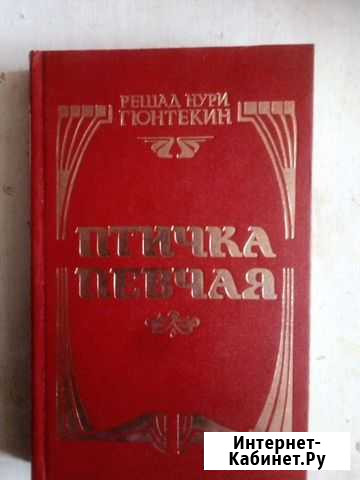 РЕШАД НУРИ
ГЮНТЕКИН
ПТИЧКА
ПЕВЧАЯ
Интернет-
Кабинет.Ру